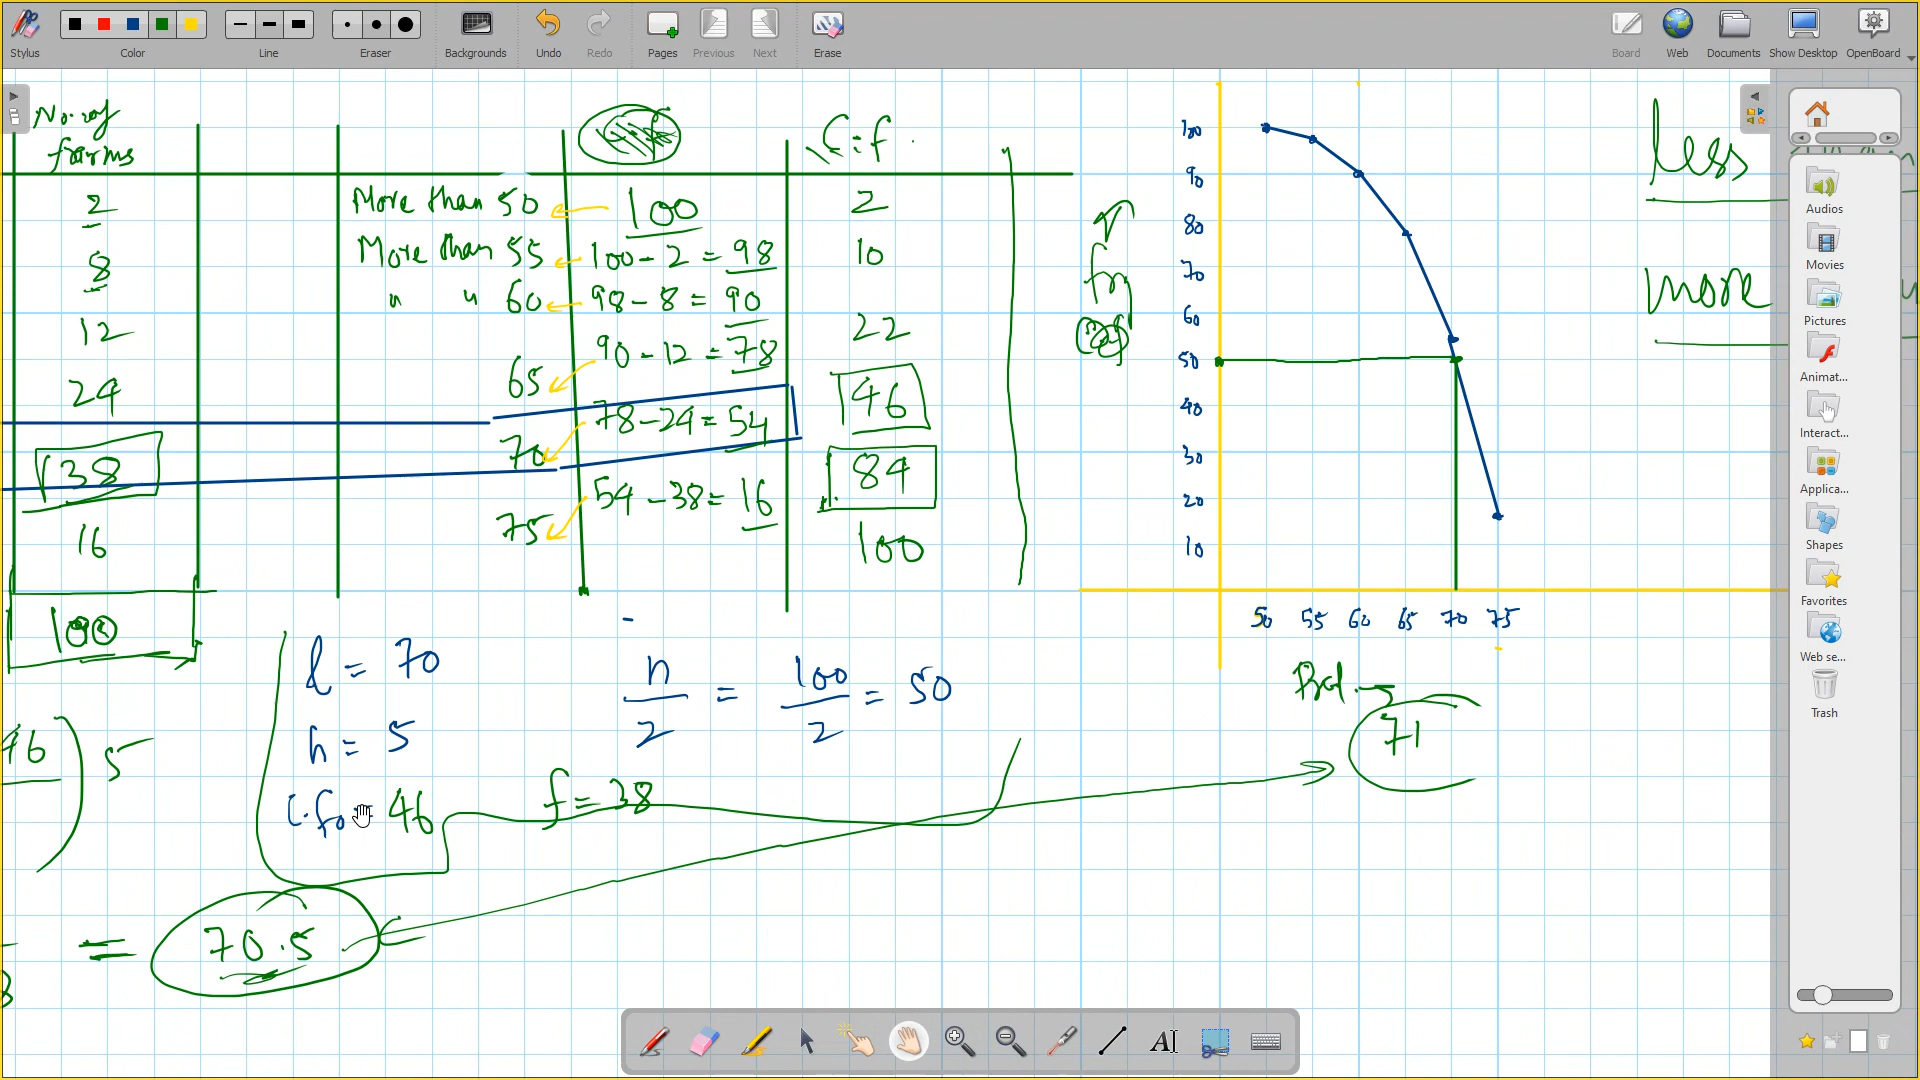 Stylus Color Line Eraser Backgrounds Undo Redo Pages Previous Next Erase Board Web Documents Show Desktop OpenBoard
No. of
farms
C.f
2 More than 50 100 2
8 More than 55 100 - 2 = 98 10
" " 60 98 - 8 = 90
12 65 90 - 12 = 78 22
24 70 78 - 24 = 54 46
38 75 54 - 38 = 16 84
16 100
100
100
90
80
70
60
50
40
30
20
10
50 55 60 65 70 75
less
more
l = 70
h = 5
C.f = 46
n/2 = 100/2 = 50
f = 38
46 ) 5
= 70.5
71
Audios
Movies
Pictures
Animat...
Interact...
Applica...
Shapes
Favorites
Web se...
Trash